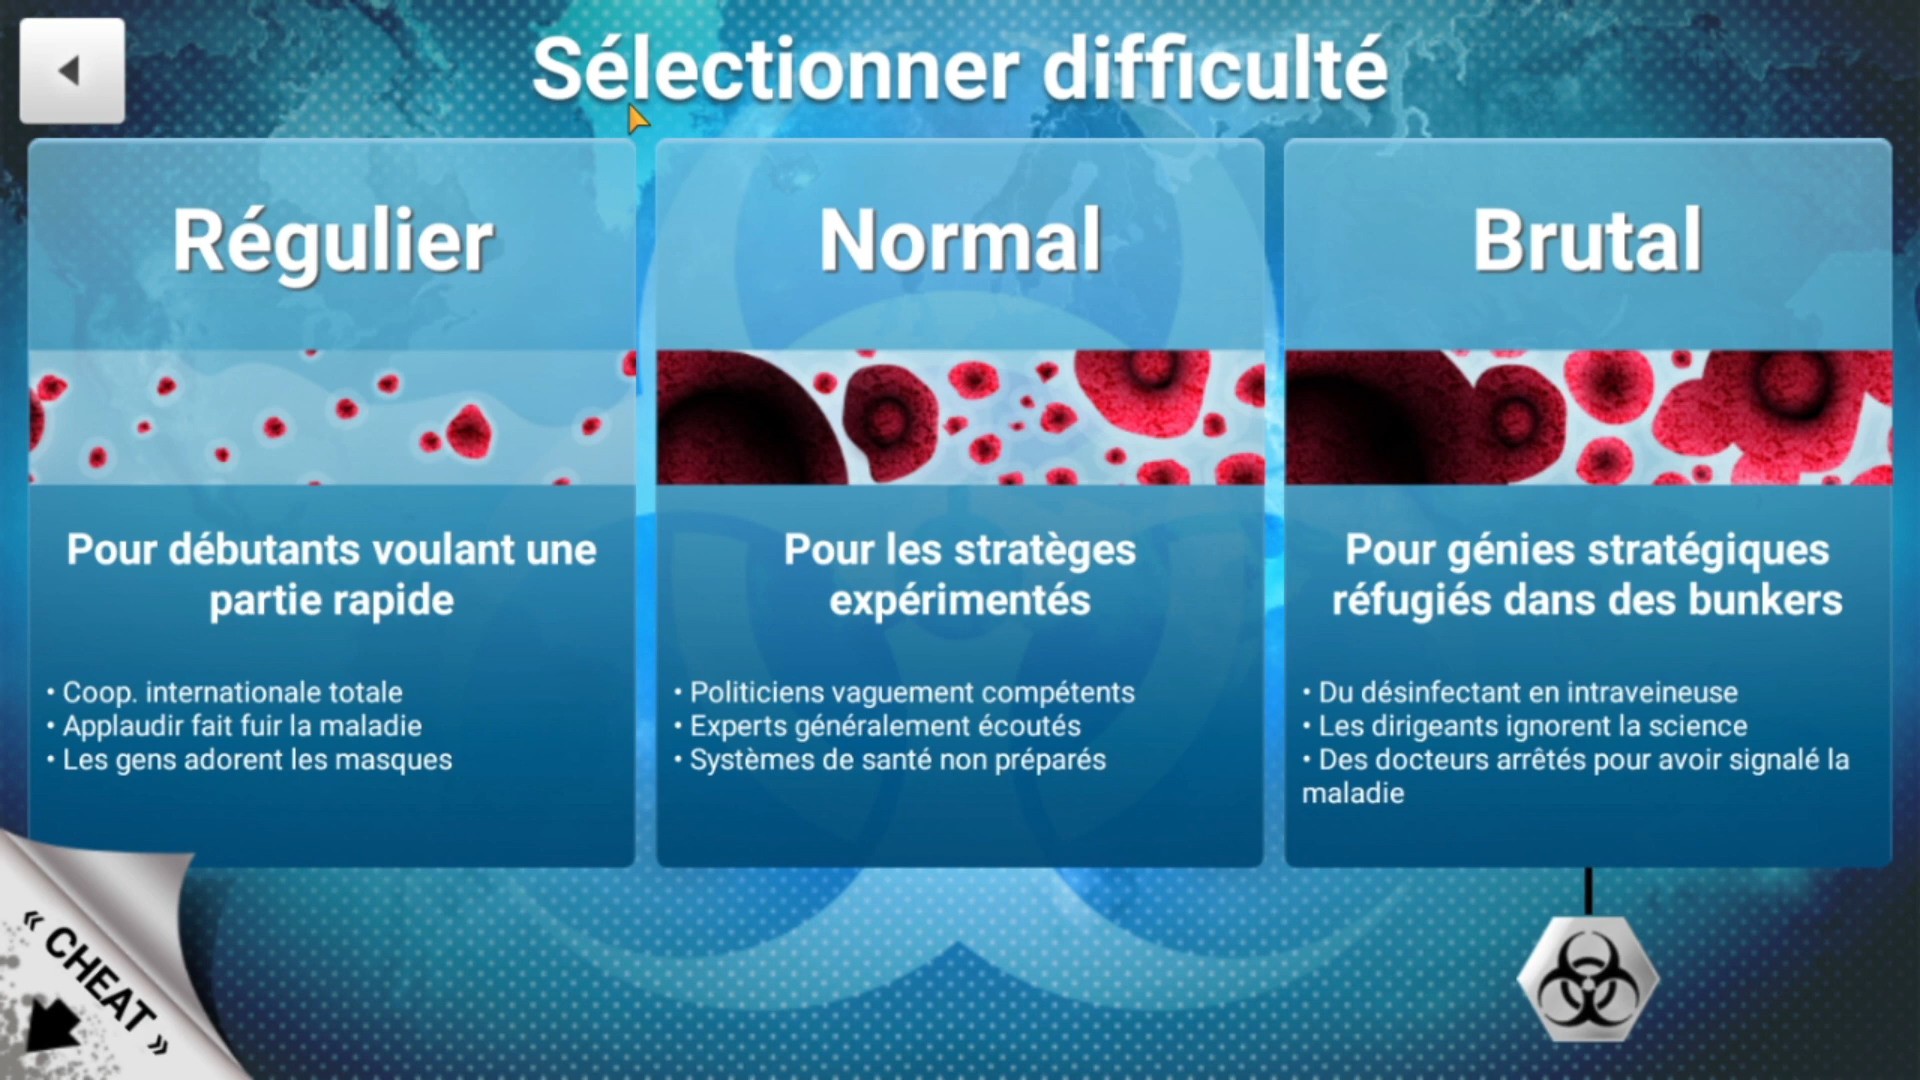 Sélectionner difficulté
Régulier
Pour débutants voulant une
partie rapide
• Coop. internationale totale
• Applaudir fait fuir la maladie
• Les gens adorent les masques
Normal
Pour les stratèges
expérimentés
• Politiciens vaguement compétents
• Experts généralement écoutés
• Systèmes de santé non préparés
Brutal
Pour génies stratégiques
réfugiés dans des bunkers
• Du désinfectant en intraveineuse
• Les dirigeants ignorent la science
• Des docteurs arrêtés pour avoir signalé la
maladie
« CHEAT »